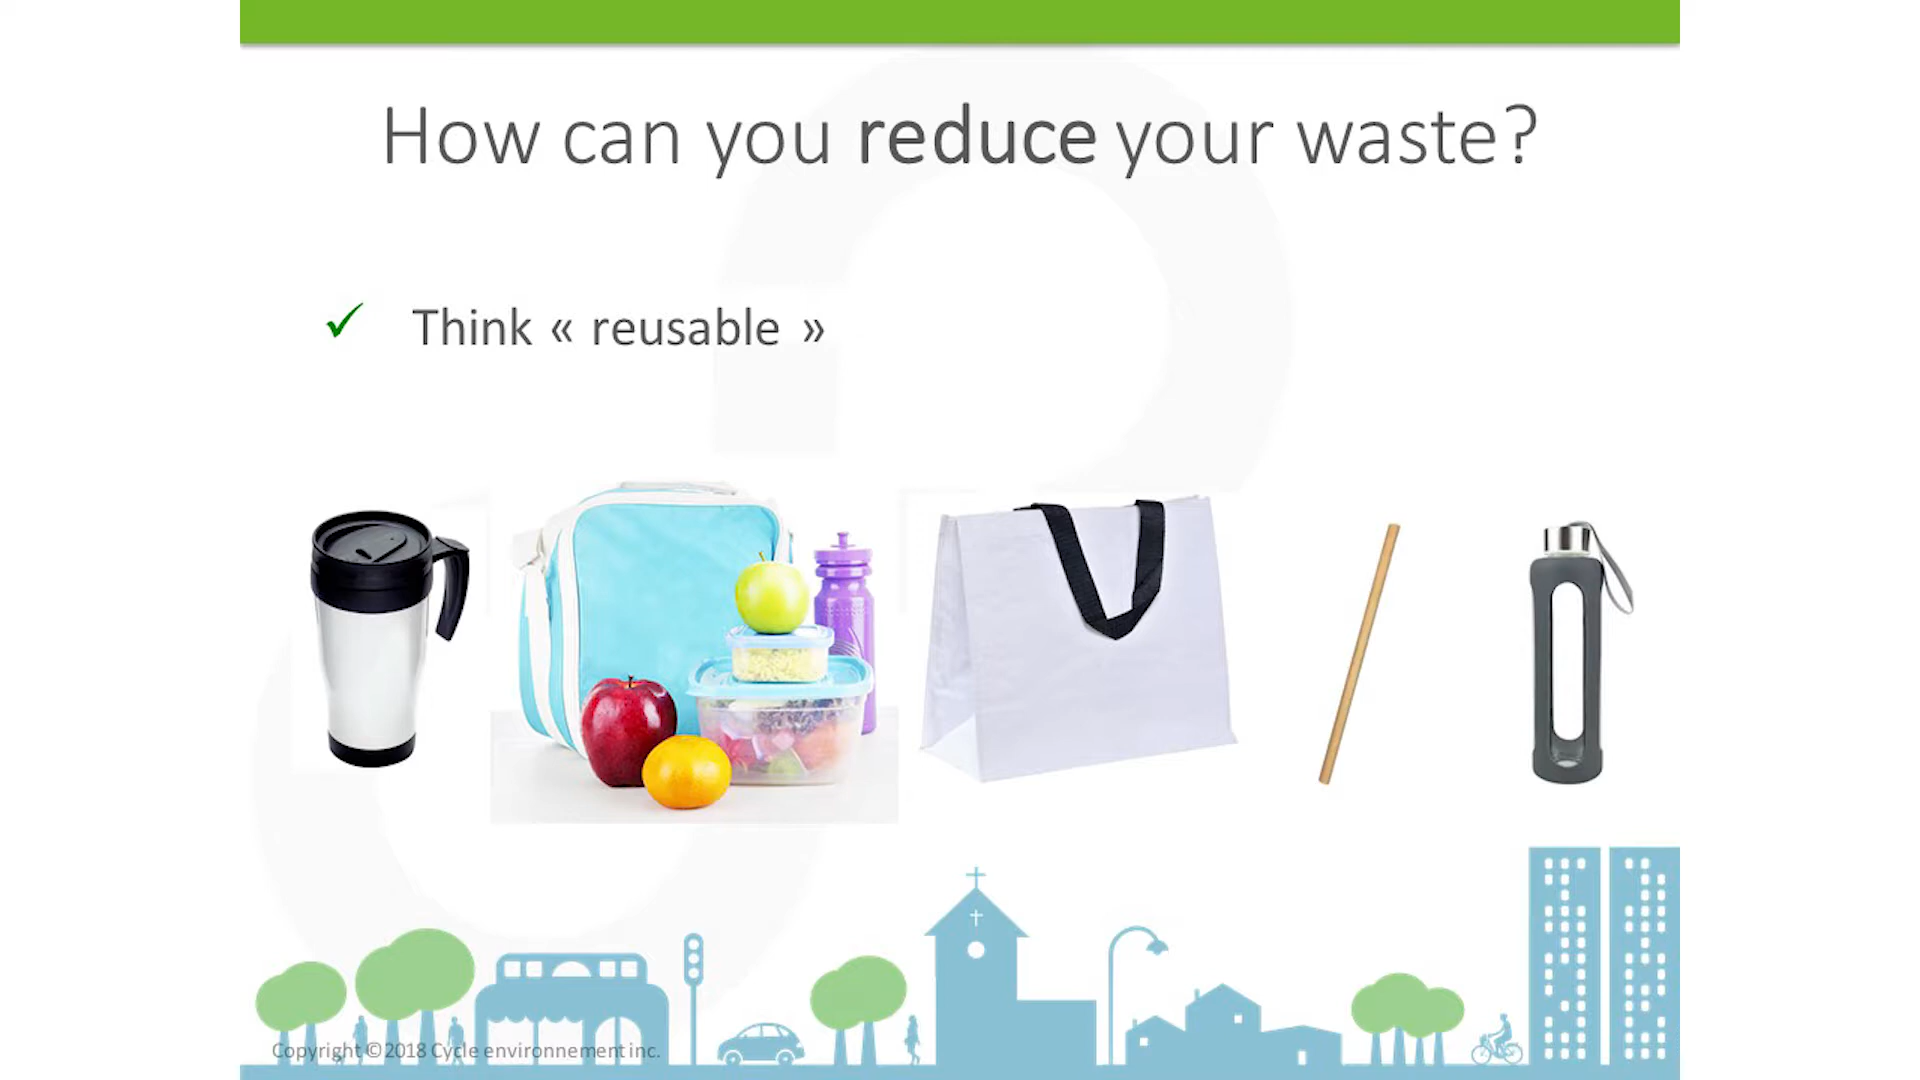 How can you reduce your waste?
✓ Think « reusable »
Copyright ©2018 Cycle environnement inc.